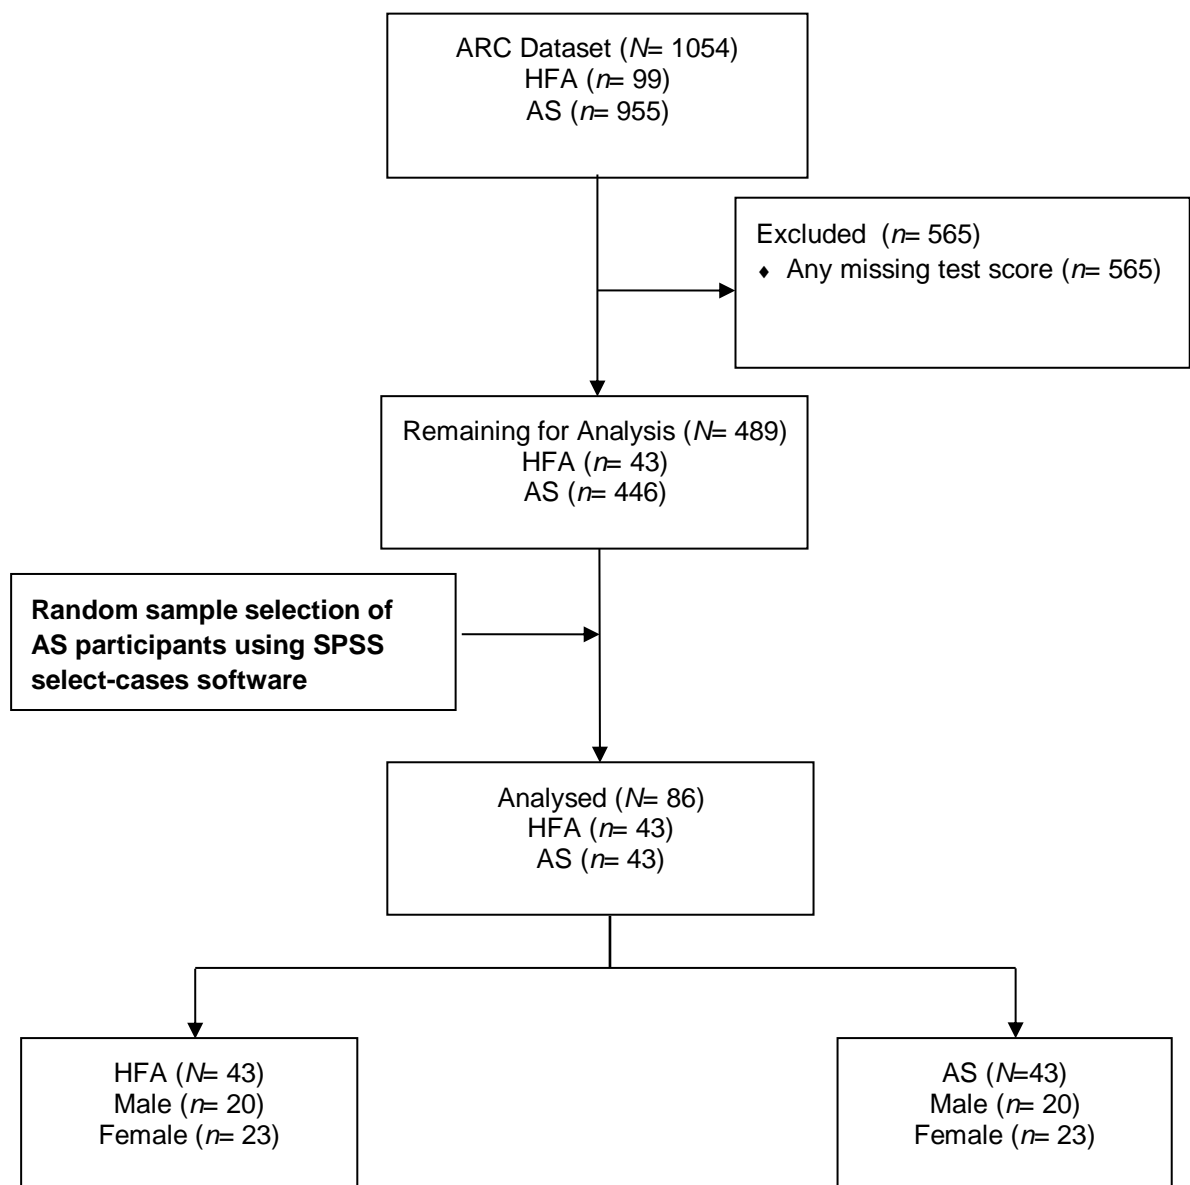 ARC Dataset (N= 1054)
HFA (n= 99)
AS (n= 955)
Excluded  (n= 565)
⬧ Any missing test score (n= 565)
Remaining for Analysis (N= 489)
HFA (n= 43)
AS (n= 446)
Random sample selection of
AS participants using SPSS
select-cases software
Analysed (N= 86)
HFA (n= 43)
AS (n= 43)
HFA (N= 43)
Male (n= 20)
Female (n= 23)
AS (N=43)
Male (n= 20)
Female (n= 23)